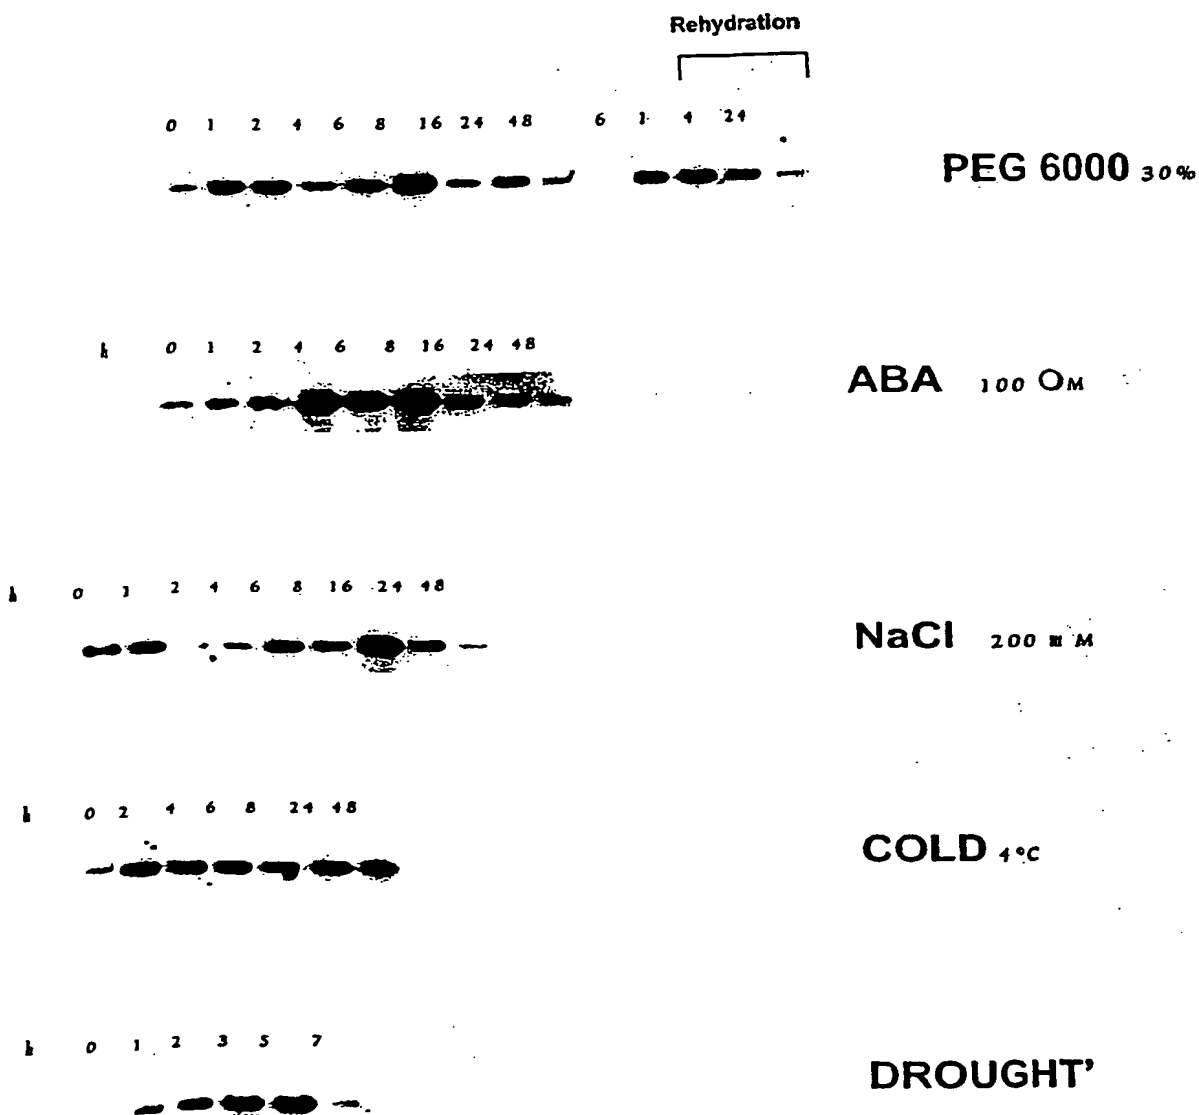 Rehydration
0 1 2 4 6 8 16 24 48 6 1 4 24
PEG 6000 30%
h 0 1 2 4 6 8 16 24 48
ABA 100 OM
h 0 1 2 4 6 8 16 24 48
NaCl 200 mM
h 0 2 4 6 8 24 48
COLD 4°C
h 0 1 2 3 5 7
DROUGHT'